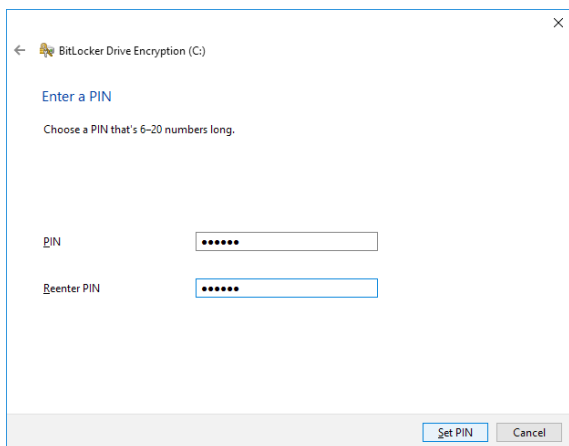 BitLocker Drive Encryption (C:)
Enter a PIN
Choose a PIN that's 6–20 numbers long.
PIN ••••••
Reenter PIN ••••••
Set PIN Cancel